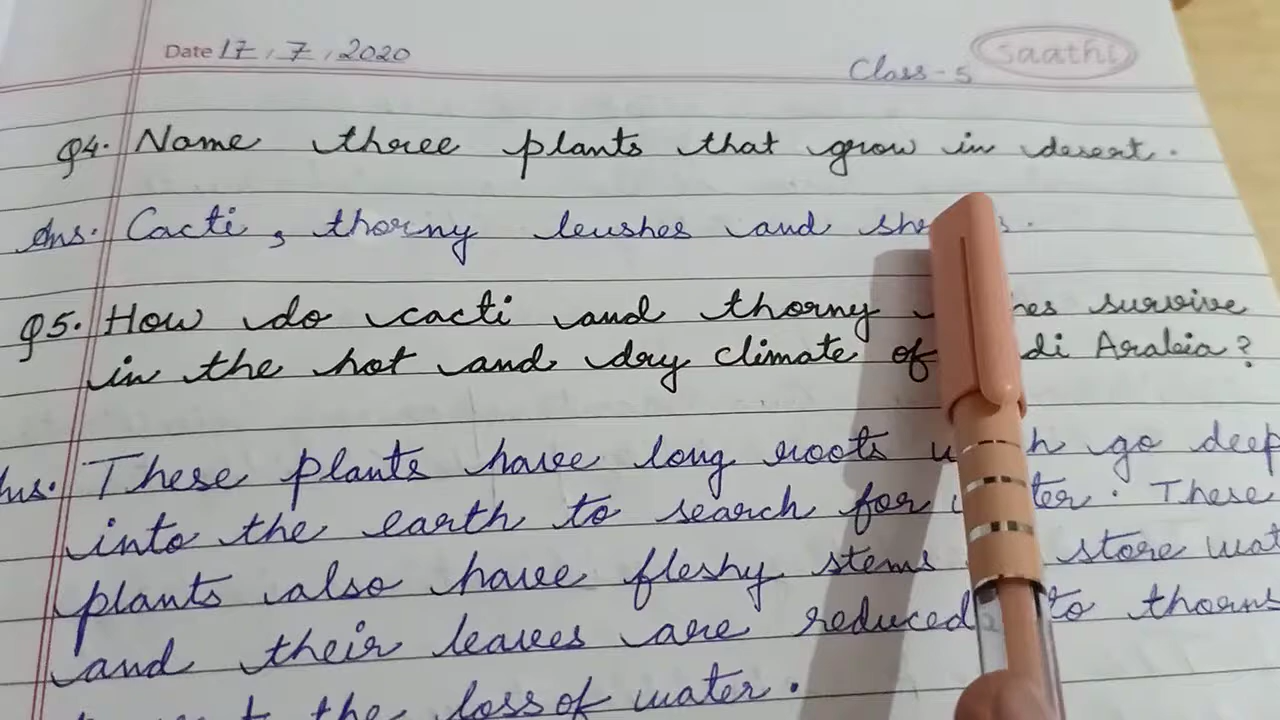 Date 17, 7, 2020
Class - 5 Saathi
Q4. Name three plants that grow in desert.
Ans. Cacti, thorny bushes and
Q5. How do cacti and thorny survive
in the hot and dry climate of Arabia?
Ans. These plants have long roots go deep
into the earth to search for These
plants also have fleshy stems store
and their leaves are reduced to thorns
the loss of water.